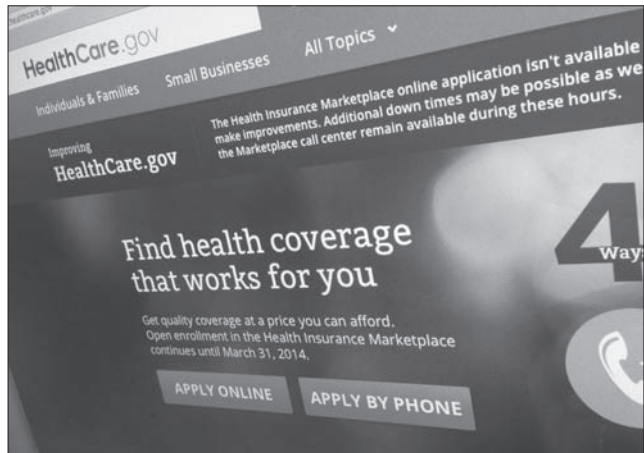 healthcare.gov
HealthCare.gov
Individuals & Families
Small Businesses
All Topics
Improving
HealthCare.gov
The Health Insurance Marketplace online application isn't available
make improvements. Additional down times may be possible as we
the Marketplace call center remain available during these hours.
Find health coverage
that works for you
Get quality coverage at a price you can afford.
Open enrollment in the Health Insurance Marketplace
continues until March 31, 2014.
APPLY ONLINE
APPLY BY PHONE
4
Ways